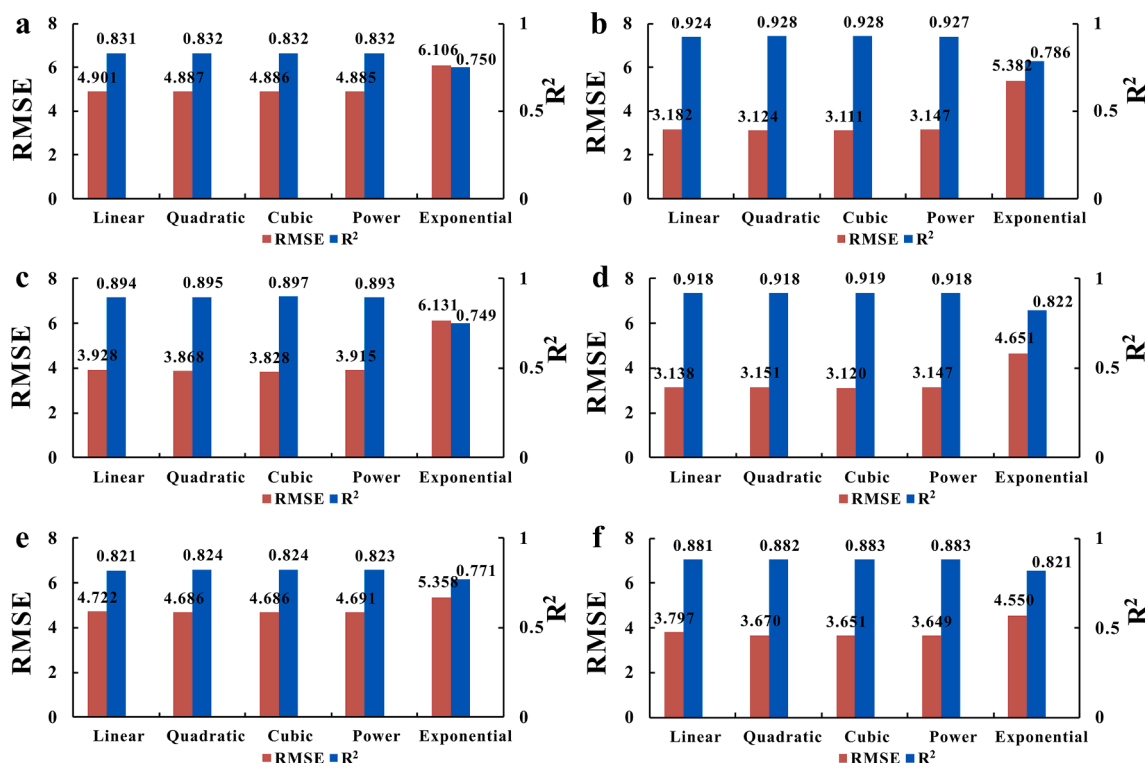 a
8
6
4
2
0
RMSE
1
0.5
0
R²
0.831 0.832 0.832 0.832 6.106 0.750
4.901 4.887 4.886 4.885
Linear Quadratic Cubic Power Exponential
RMSE R²
b
8
6
4
2
0
RMSE
1
0.5
0
R²
0.924 0.928 0.928 0.927 0.786
3.182 3.124 3.111 3.147 5.382
Linear Quadratic Cubic Power Exponential
RMSE R²
c
8
6
4
2
0
RMSE
1
0.5
0
R²
0.894 0.895 0.897 0.893 6.131 0.749
3.928 3.868 3.828 3.915
Linear Quadratic Cubic Power Exponential
RMSE R²
d
8
6
4
2
0
RMSE
1
0.5
0
R²
0.918 0.918 0.919 0.918 0.822
3.138 3.151 3.120 3.147 4.651
Linear Quadratic Cubic Power Exponential
RMSE R²
e
8
6
4
2
0
RMSE
1
0.5
0
R²
0.821 0.824 0.824 0.823 0.771
4.722 4.686 4.686 4.691 5.358
Linear Quadratic Cubic Power Exponential
RMSE R²
f
8
6
4
2
0
RMSE
1
0.5
0
R²
0.881 0.882 0.883 0.883 0.821
3.797 3.670 3.651 3.649 4.550
Linear Quadratic Cubic Power Exponential
RMSE R²